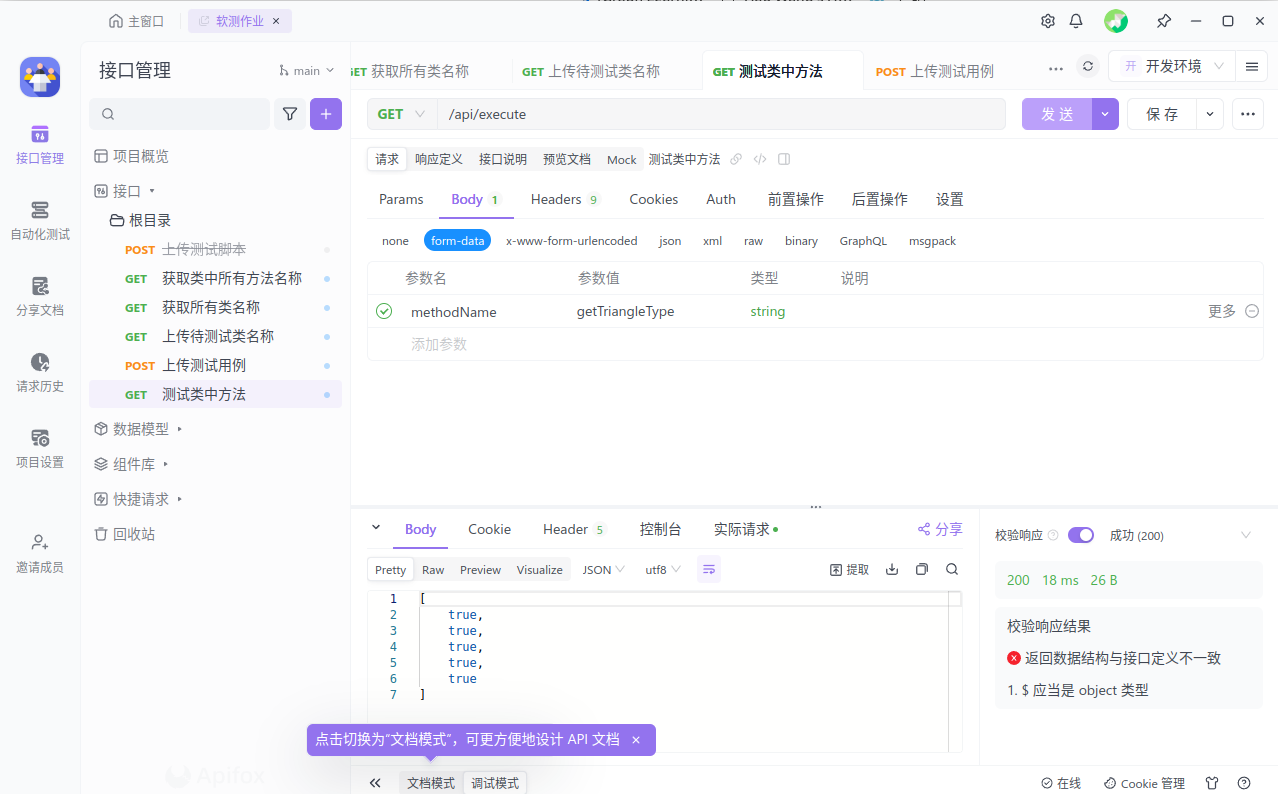 主窗口
软测作业
接口管理
main
GET 获取所有类名称
GET 上传待测试类名称
GET 测试类中方法
POST 上传测试用例
开 开发环境
GET
/api/execute
发 送
保 存
接口管理
自动化测试
分享文档
请求历史
项目设置
邀请成员
项目概览
接口
根目录
POST 上传测试脚本
GET 获取类中所有方法名称
GET 获取所有类名称
GET 上传待测试类名称
POST 上传测试用例
GET 测试类中方法
数据模型
组件库
快捷请求
回收站
请求 响应定义 接口说明 预览文档 Mock 测试类中方法
Params Body 1 Headers 9 Cookies Auth 前置操作 后置操作 设置
none form-data x-www-form-urlencoded json xml raw binary GraphQL msgpack
参数名 参数值 类型 说明
methodName getTriangleType string 更多
添加参数
Body Cookie Header 5 控制台 实际请求 分享
Pretty Raw Preview Visualize JSON utf8 提取
1 [
2 true,
3 true,
4 true,
5 true,
6 true
7 ]
校验响应 成功 (200)
200 18 ms 26 B
校验响应结果
返回数据结构与接口定义不一致
1. $ 应当是 object 类型
点击切换为“文档模式”，可更方便地设计 API 文档
Apifox
文档模式 调试模式
在线 Cookie 管理